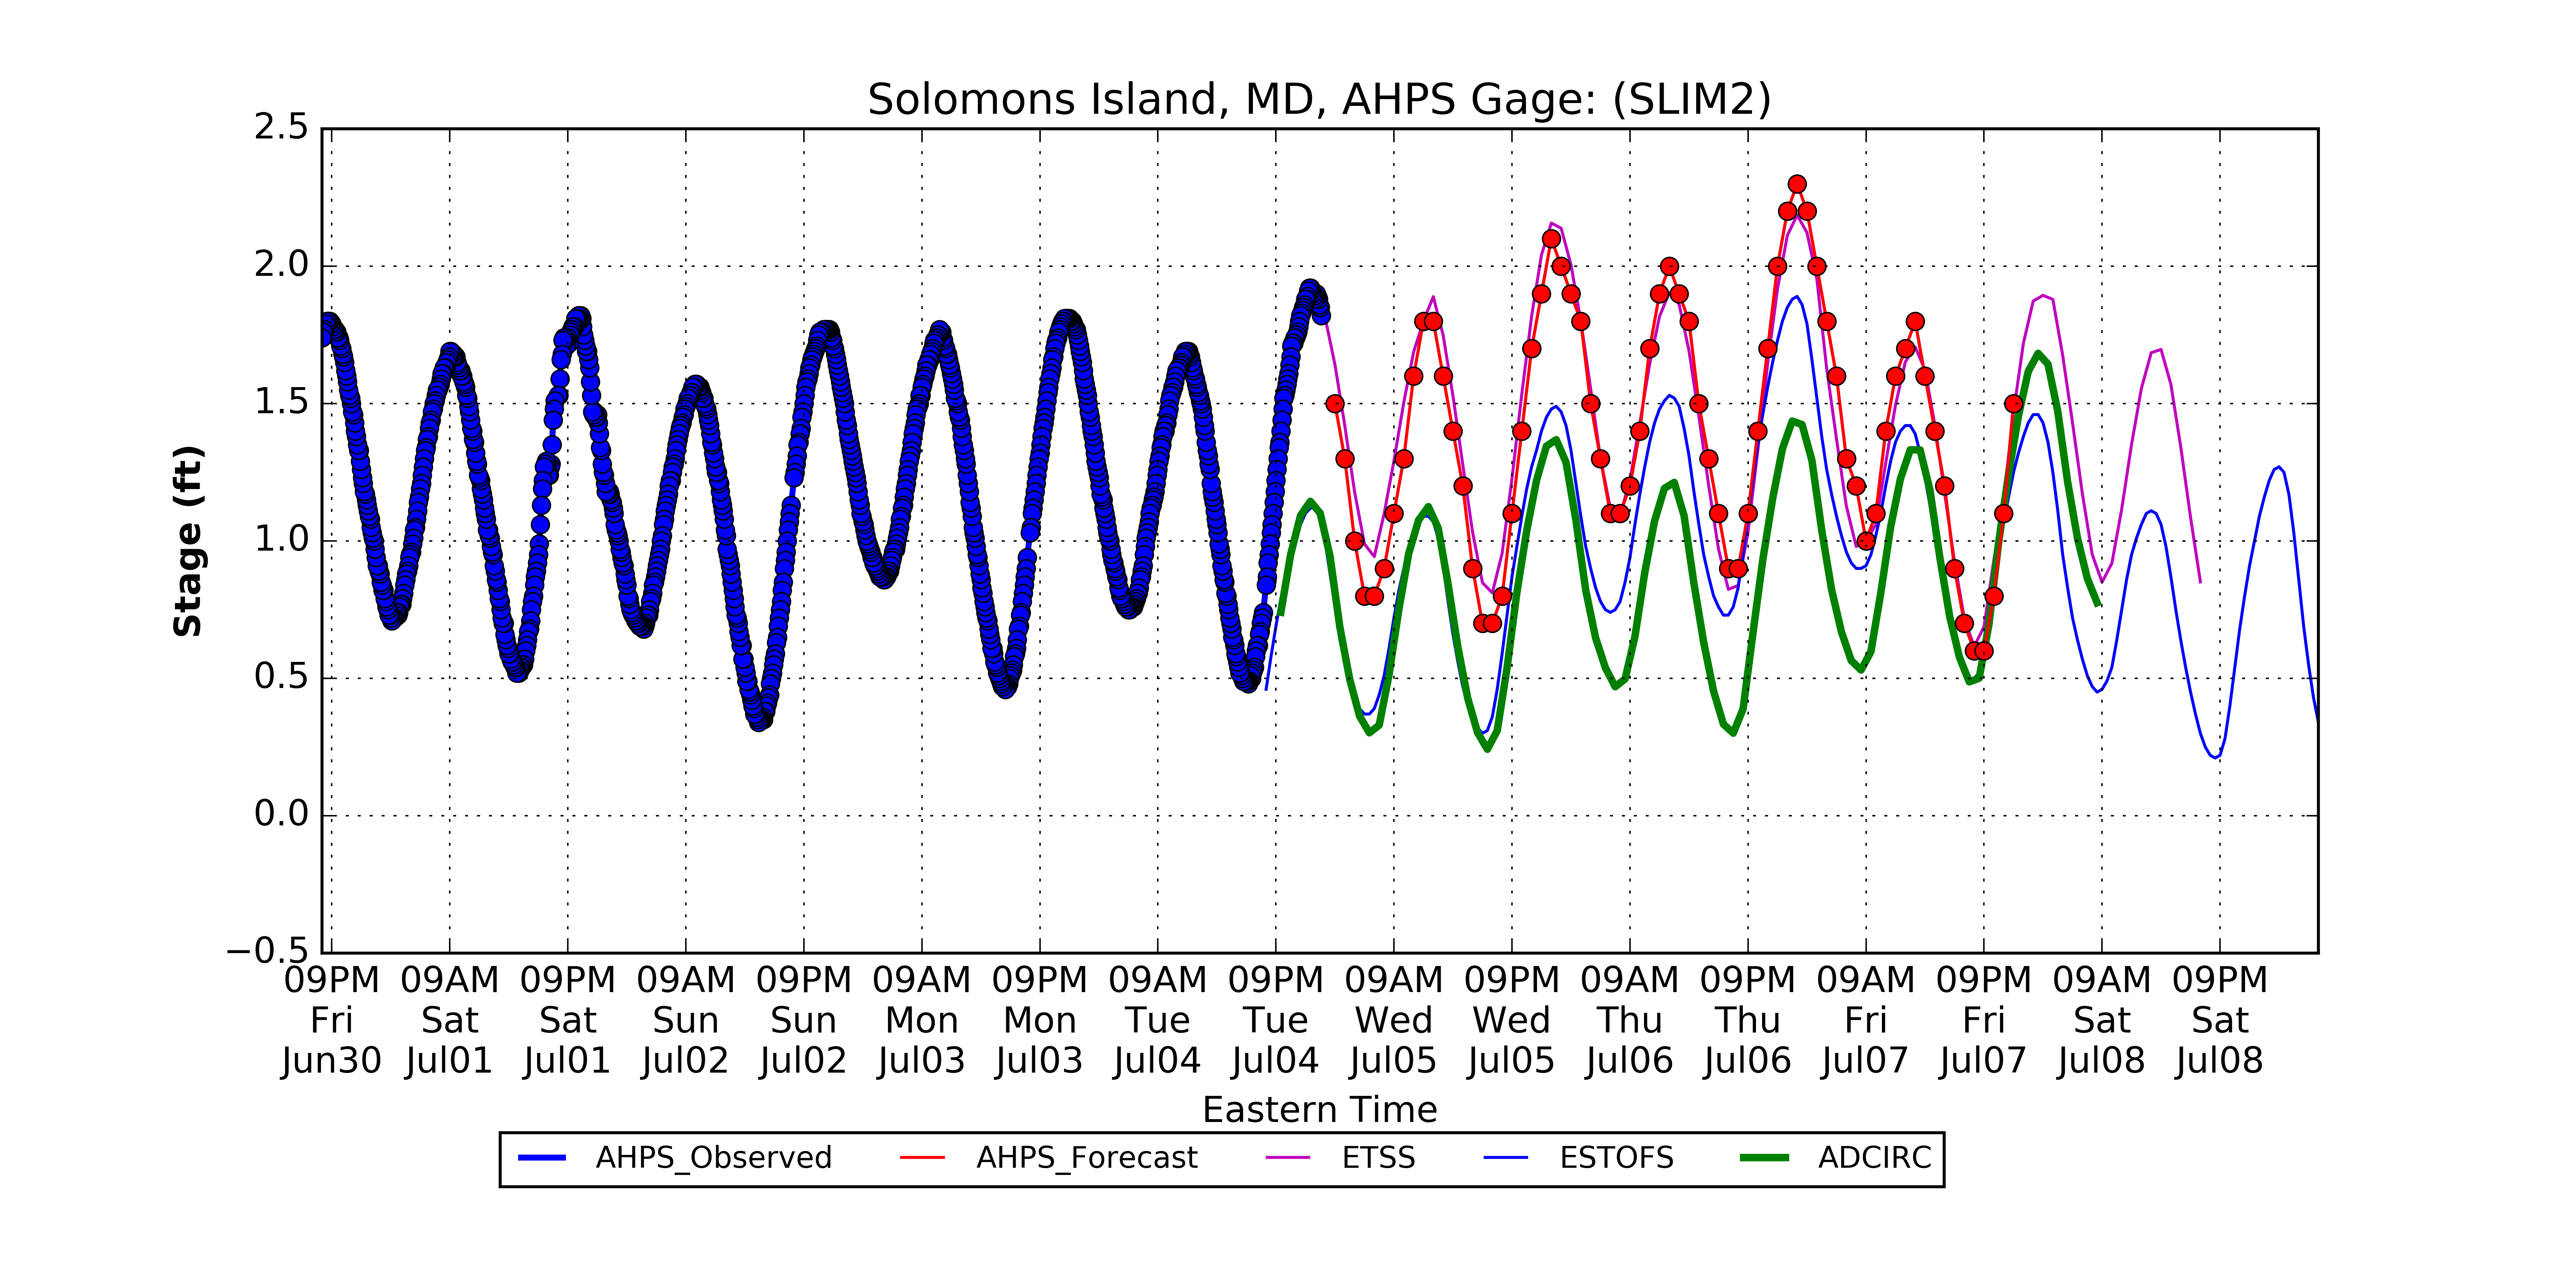 Solomons Island, MD, AHPS Gage: (SLIM2)
2.5
2.0
1.5
1.0
0.5
0.0
−0.5
Stage (ft)
09PM 09AM 09PM 09AM 09PM 09AM 09PM 09AM 09PM 09AM 09PM 09AM 09PM 09AM 09PM 09AM 09PM
Fri Sat Sat Sun Sun Mon Mon Tue Tue Wed Wed Thu Thu Fri Fri Sat Sat
Jun30 Jul01 Jul01 Jul02 Jul02 Jul03 Jul03 Jul04 Jul04 Jul05 Jul05 Jul06 Jul06 Jul07 Jul07 Jul08 Jul08
Eastern Time
AHPS_Observed AHPS_Forecast ETSS ESTOFS ADCIRC